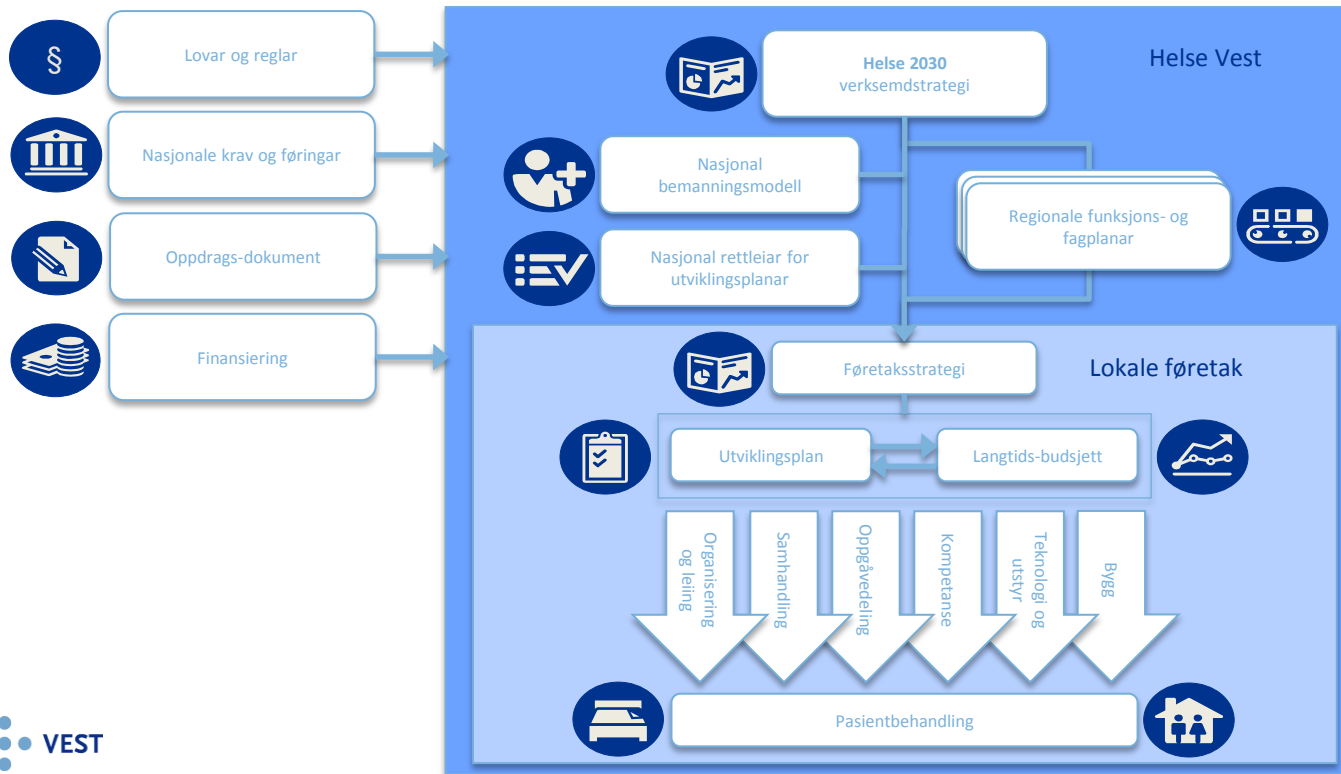 §
Lovar og reglar
Nasjonale krav og føringar
Oppdrags-dokument
Finansiering
Helse Vest
Helse 2030
verksemdstrategi
Nasjonal
bemanningsmodell
Regionale funksjons- og
fagplanar
Nasjonal rettleiar for
utviklingsplanar
Lokale føretak
Føretaksstrategi
Utviklingsplan
Langtids-budsjett
Organisering
og leiing
Samhandling
Oppgåvedeling
Kompetanse
Teknologi og
utstyr
Bygg
Pasientbehandling
VEST